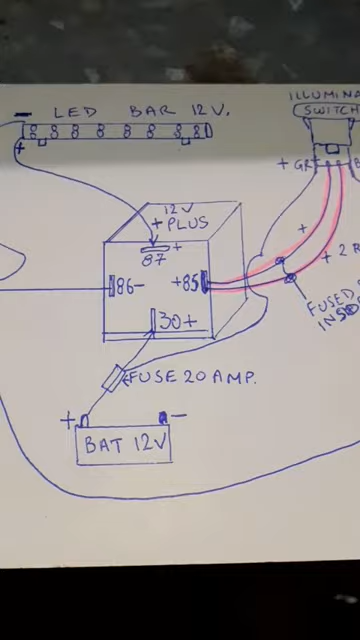 LED BAR 12V.
ILLUMINA
SWITCH
+ GR
B
+
12V
+ PLUS
+
87
86-
+85
+
+ 2 R
30+
FUSED
FUSE 20 AMP.
+ -
BAT 12V